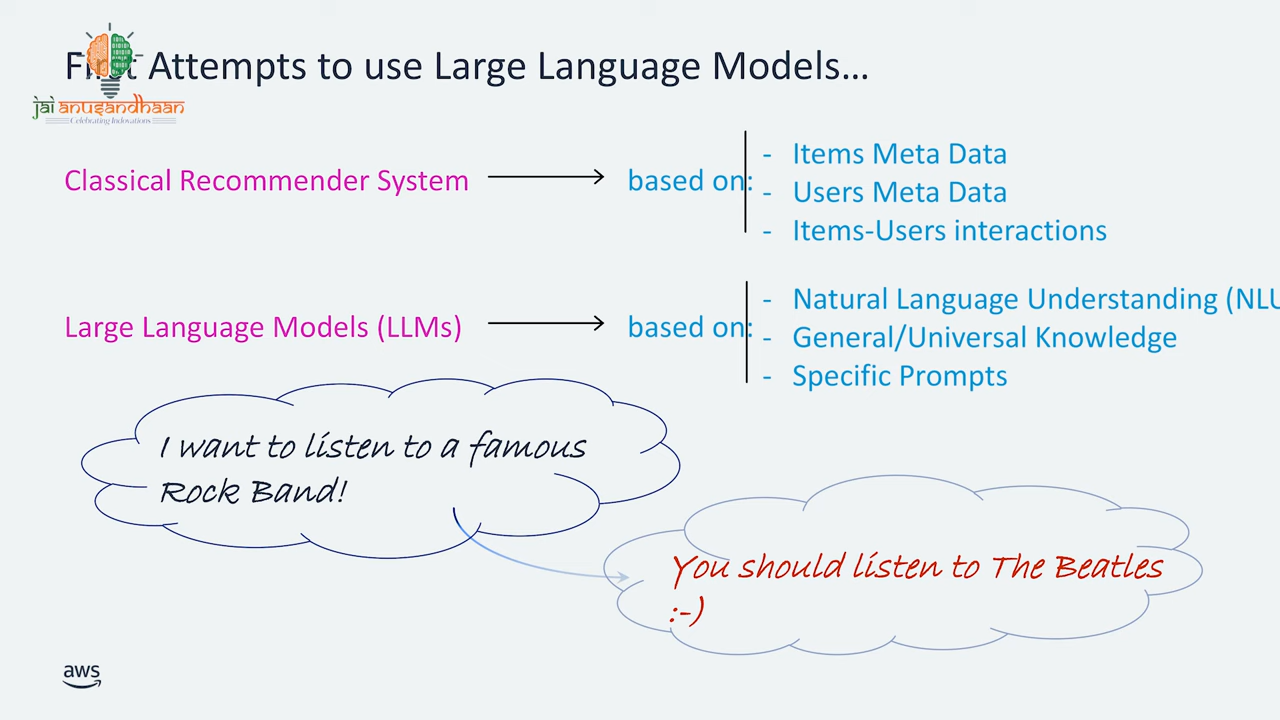 First Attempts to use Large Language Models...
jai anusandhaan
Celebrating Indovations
Classical Recommender System
based on:
- Items Meta Data
- Users Meta Data
- Items-Users interactions
Large Language Models (LLMs)
based on:
- Natural Language Understanding (NLU
- General/Universal Knowledge
- Specific Prompts
I want to listen to a famous
Rock Band!
You should listen to The Beatles
:-)
aws